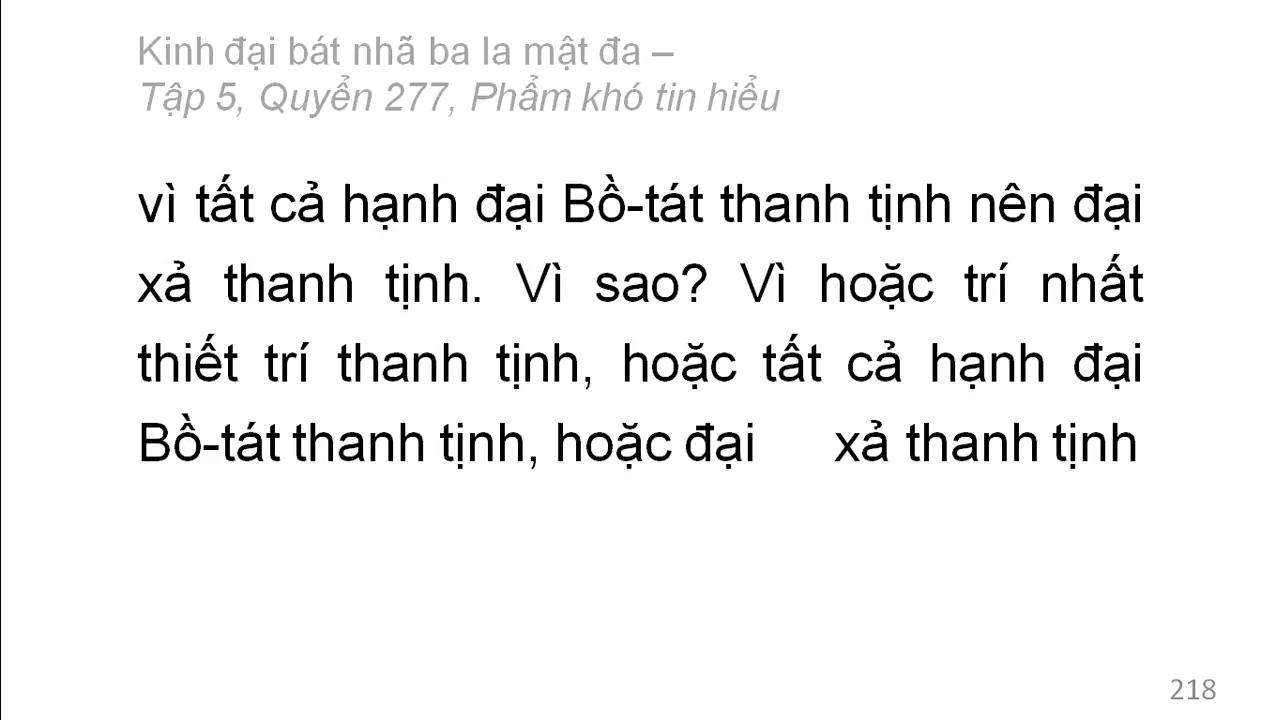 Kinh đại bát nhã ba la mật đa –
Tập 5, Quyển 277, Phẩm khó tin hiểu
vì tất cả hạnh đại Bồ-tát thanh tịnh nên đại
xả thanh tịnh. Vì sao? Vì hoặc trí nhất
thiết trí thanh tịnh, hoặc tất cả hạnh đại
Bồ-tát thanh tịnh, hoặc đại xả thanh tịnh
218